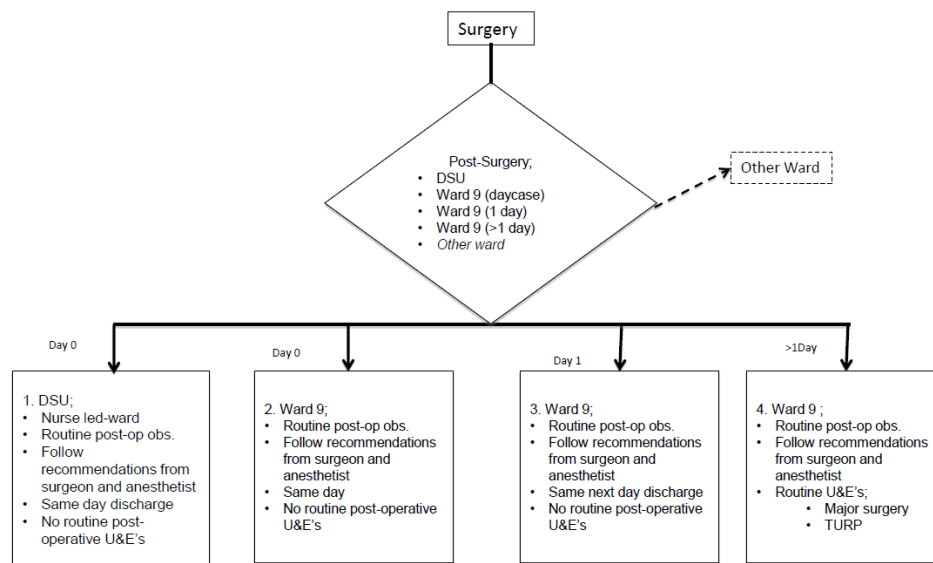 Surgery
Post-Surgery;
• DSU
• Ward 9 (daycase)
• Ward 9 (1 day)
• Ward 9 (>1 day)
• Other ward
Other Ward
Day 0
Day 0
Day 1
>1Day
1. DSU;
• Nurse led-ward
• Routine post-op obs.
• Follow
recommendations from
surgeon and anesthetist
• Same day discharge
• No routine post-
operative U&E's
2. Ward 9;
• Routine post-op obs.
• Follow recommendations
from surgeon and
anesthetist
• Same day
• No routine post-operative
U&E's
3. Ward 9;
• Routine post-op obs.
• Follow recommendations
from surgeon and
anesthetist
• Same next day discharge
• No routine post-operative
U&E's
4. Ward 9 ;
• Routine post-op obs.
• Follow recommendations
from surgeon and
anesthetist
• Routine U&E's;
• Major surgery
• TURP